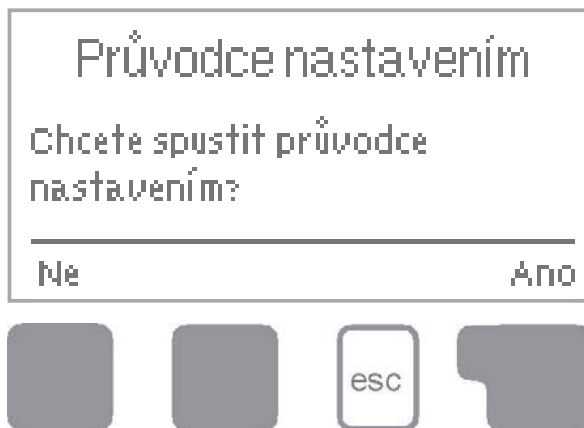 Průvodce nastavením
Chcete spustit průvodce
nastavením?
Ne Ano
esc